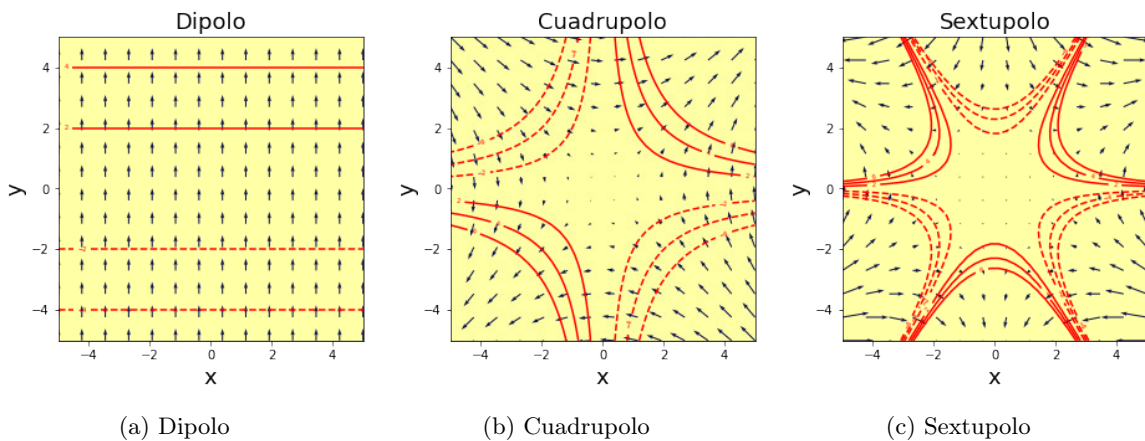 Dipolo Cuadrupolo Sextupolo
4 4 4
2 2 2
0 0 0
−2 −2 −2
−4 −4 −4
y y y
−4 −2 0 2 4 −4 −2 0 2 4 −4 −2 0 2 4
x x x
(a) Dipolo (b) Cuadrupolo (c) Sextupolo